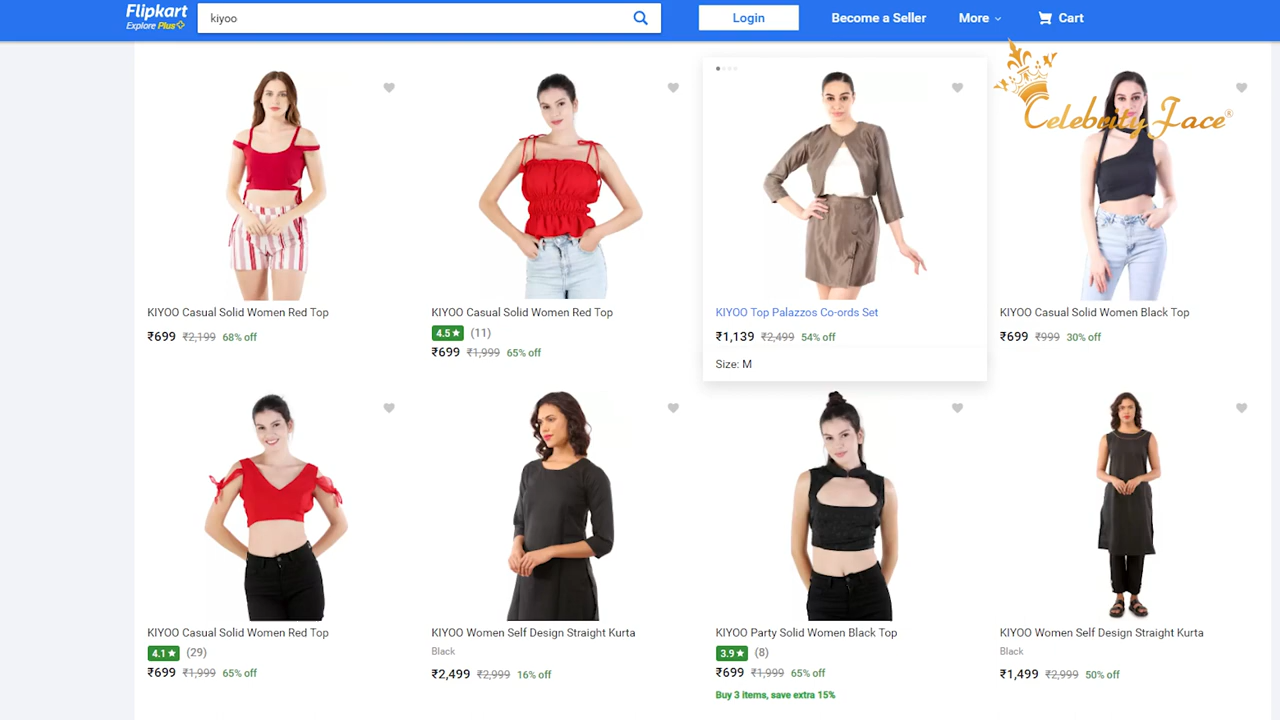 Flipkart
Explore Plus
kiyoo
Login
Become a Seller
More
Cart
Celebrity Face®
KIYOO Casual Solid Women Red Top
₹699 ₹2,199 68% off
KIYOO Casual Solid Women Red Top
4.5 ★ (11)
₹699 ₹1,999 65% off
KIYOO Top Palazzos Co-ords Set
₹1,139 ₹2,499 54% off
Size: M
KIYOO Casual Solid Women Black Top
₹699 ₹999 30% off
KIYOO Casual Solid Women Red Top
4.1 ★ (29)
₹699 ₹1,999 65% off
KIYOO Women Self Design Straight Kurta
Black
₹2,499 ₹2,999 16% off
KIYOO Party Solid Women Black Top
3.9 ★ (8)
₹699 ₹1,999 65% off
Buy 3 items, save extra 15%
KIYOO Women Self Design Straight Kurta
Black
₹1,499 ₹2,999 50% off